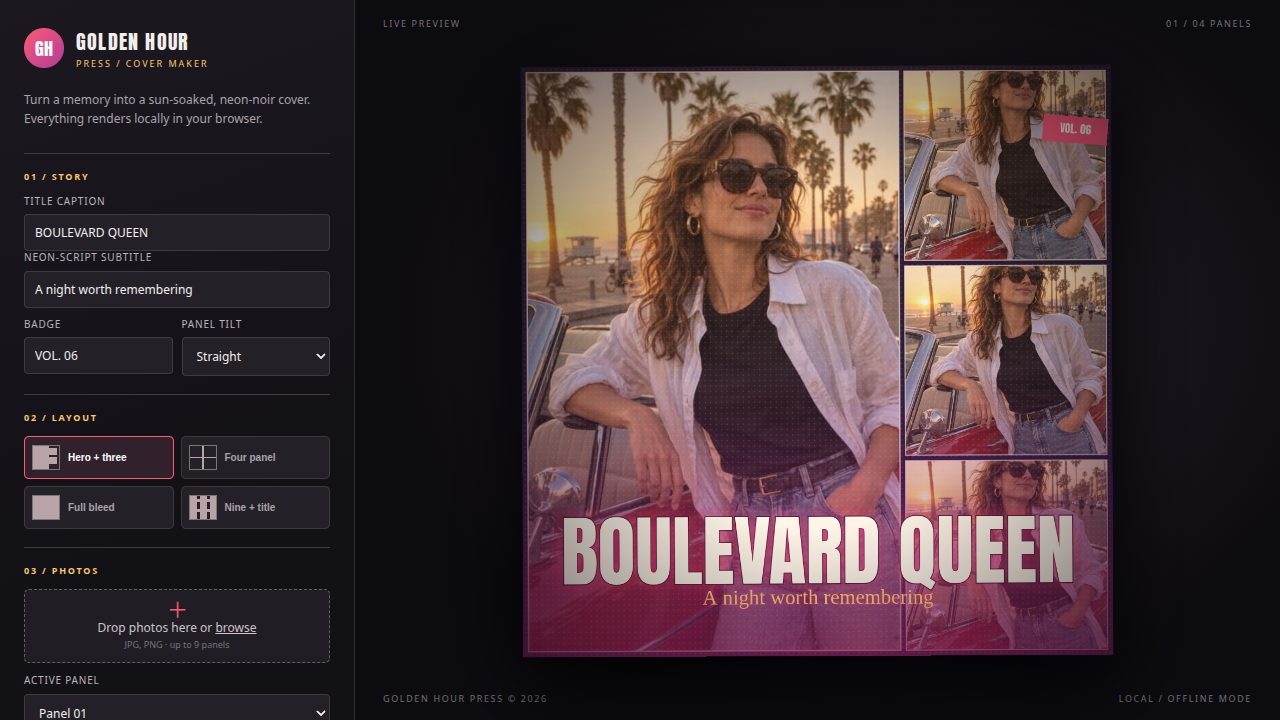 GH
GOLDEN HOUR
PRESS / COVER MAKER
Turn a memory into a sun-soaked, neon-noir cover.
Everything renders locally in your browser.
01 / STORY
TITLE CAPTION
BOULEVARD QUEEN
NEON-SCRIPT SUBTITLE
A night worth remembering
BADGE
PANEL TILT
VOL. 06
Straight
02 / LAYOUT
Hero + three
Four panel
Full bleed
Nine + title
03 / PHOTOS
Drop photos here or browse
JPG, PNG · up to 9 panels
ACTIVE PANEL
Panel 01
LIVE PREVIEW
01 / 04 PANELS
VOL. 06
BOULEVARD QUEEN
A night worth remembering
GOLDEN HOUR PRESS © 2026
LOCAL / OFFLINE MODE